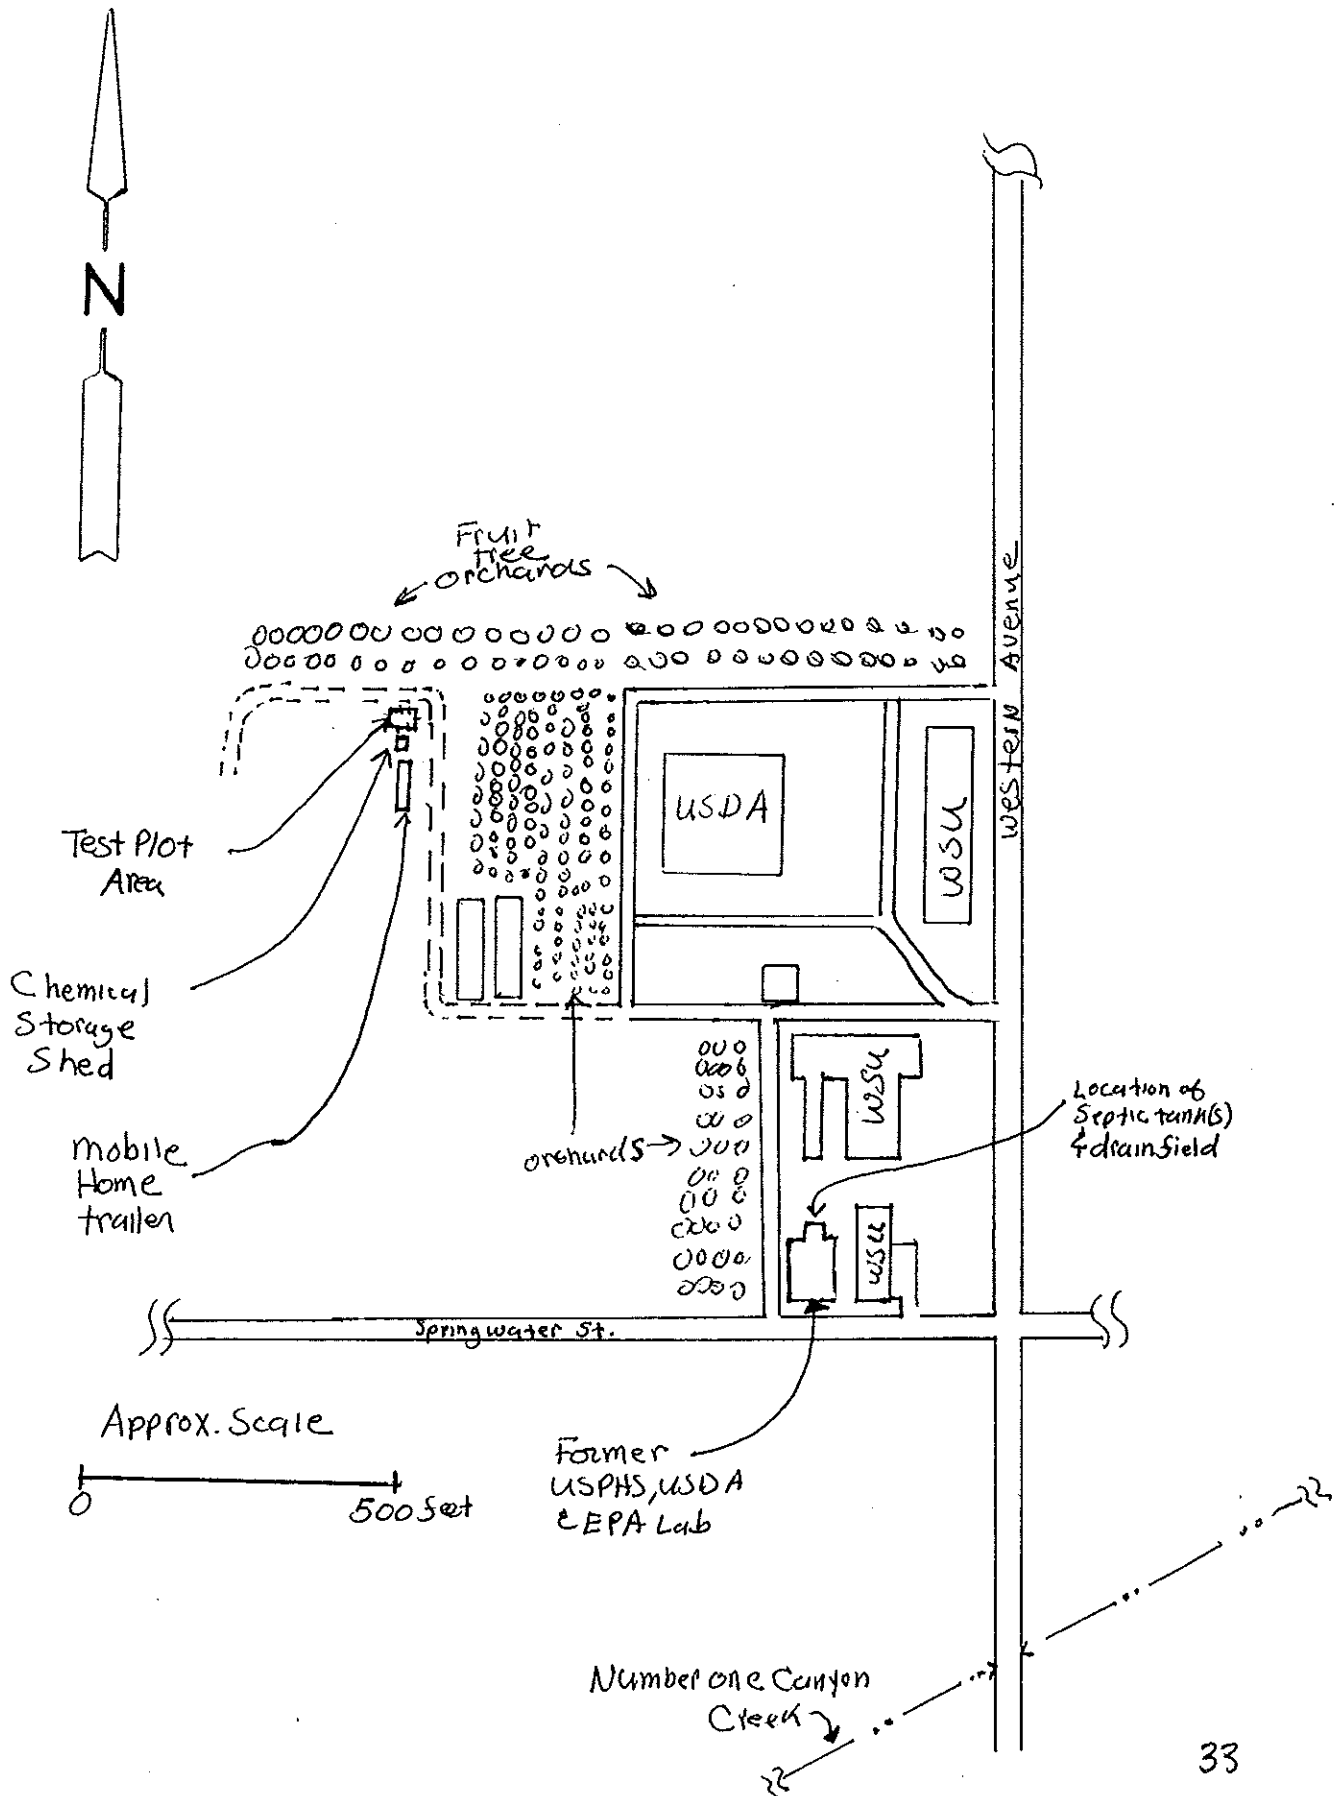 N
Fruit
tree
orchards
Western Avenue
USDA
WSU
Test Plot
Area
Chemical
Storage
Shed
WSU
Location of
Septic tank(s)
& drainfield
Mobile
Home
trailer
orchards
WSU
Springwater St.
Approx. Scale
0
500 feet
Former
USPHS, USDA
& EPA Lab
Number one Canyon
Creek
33